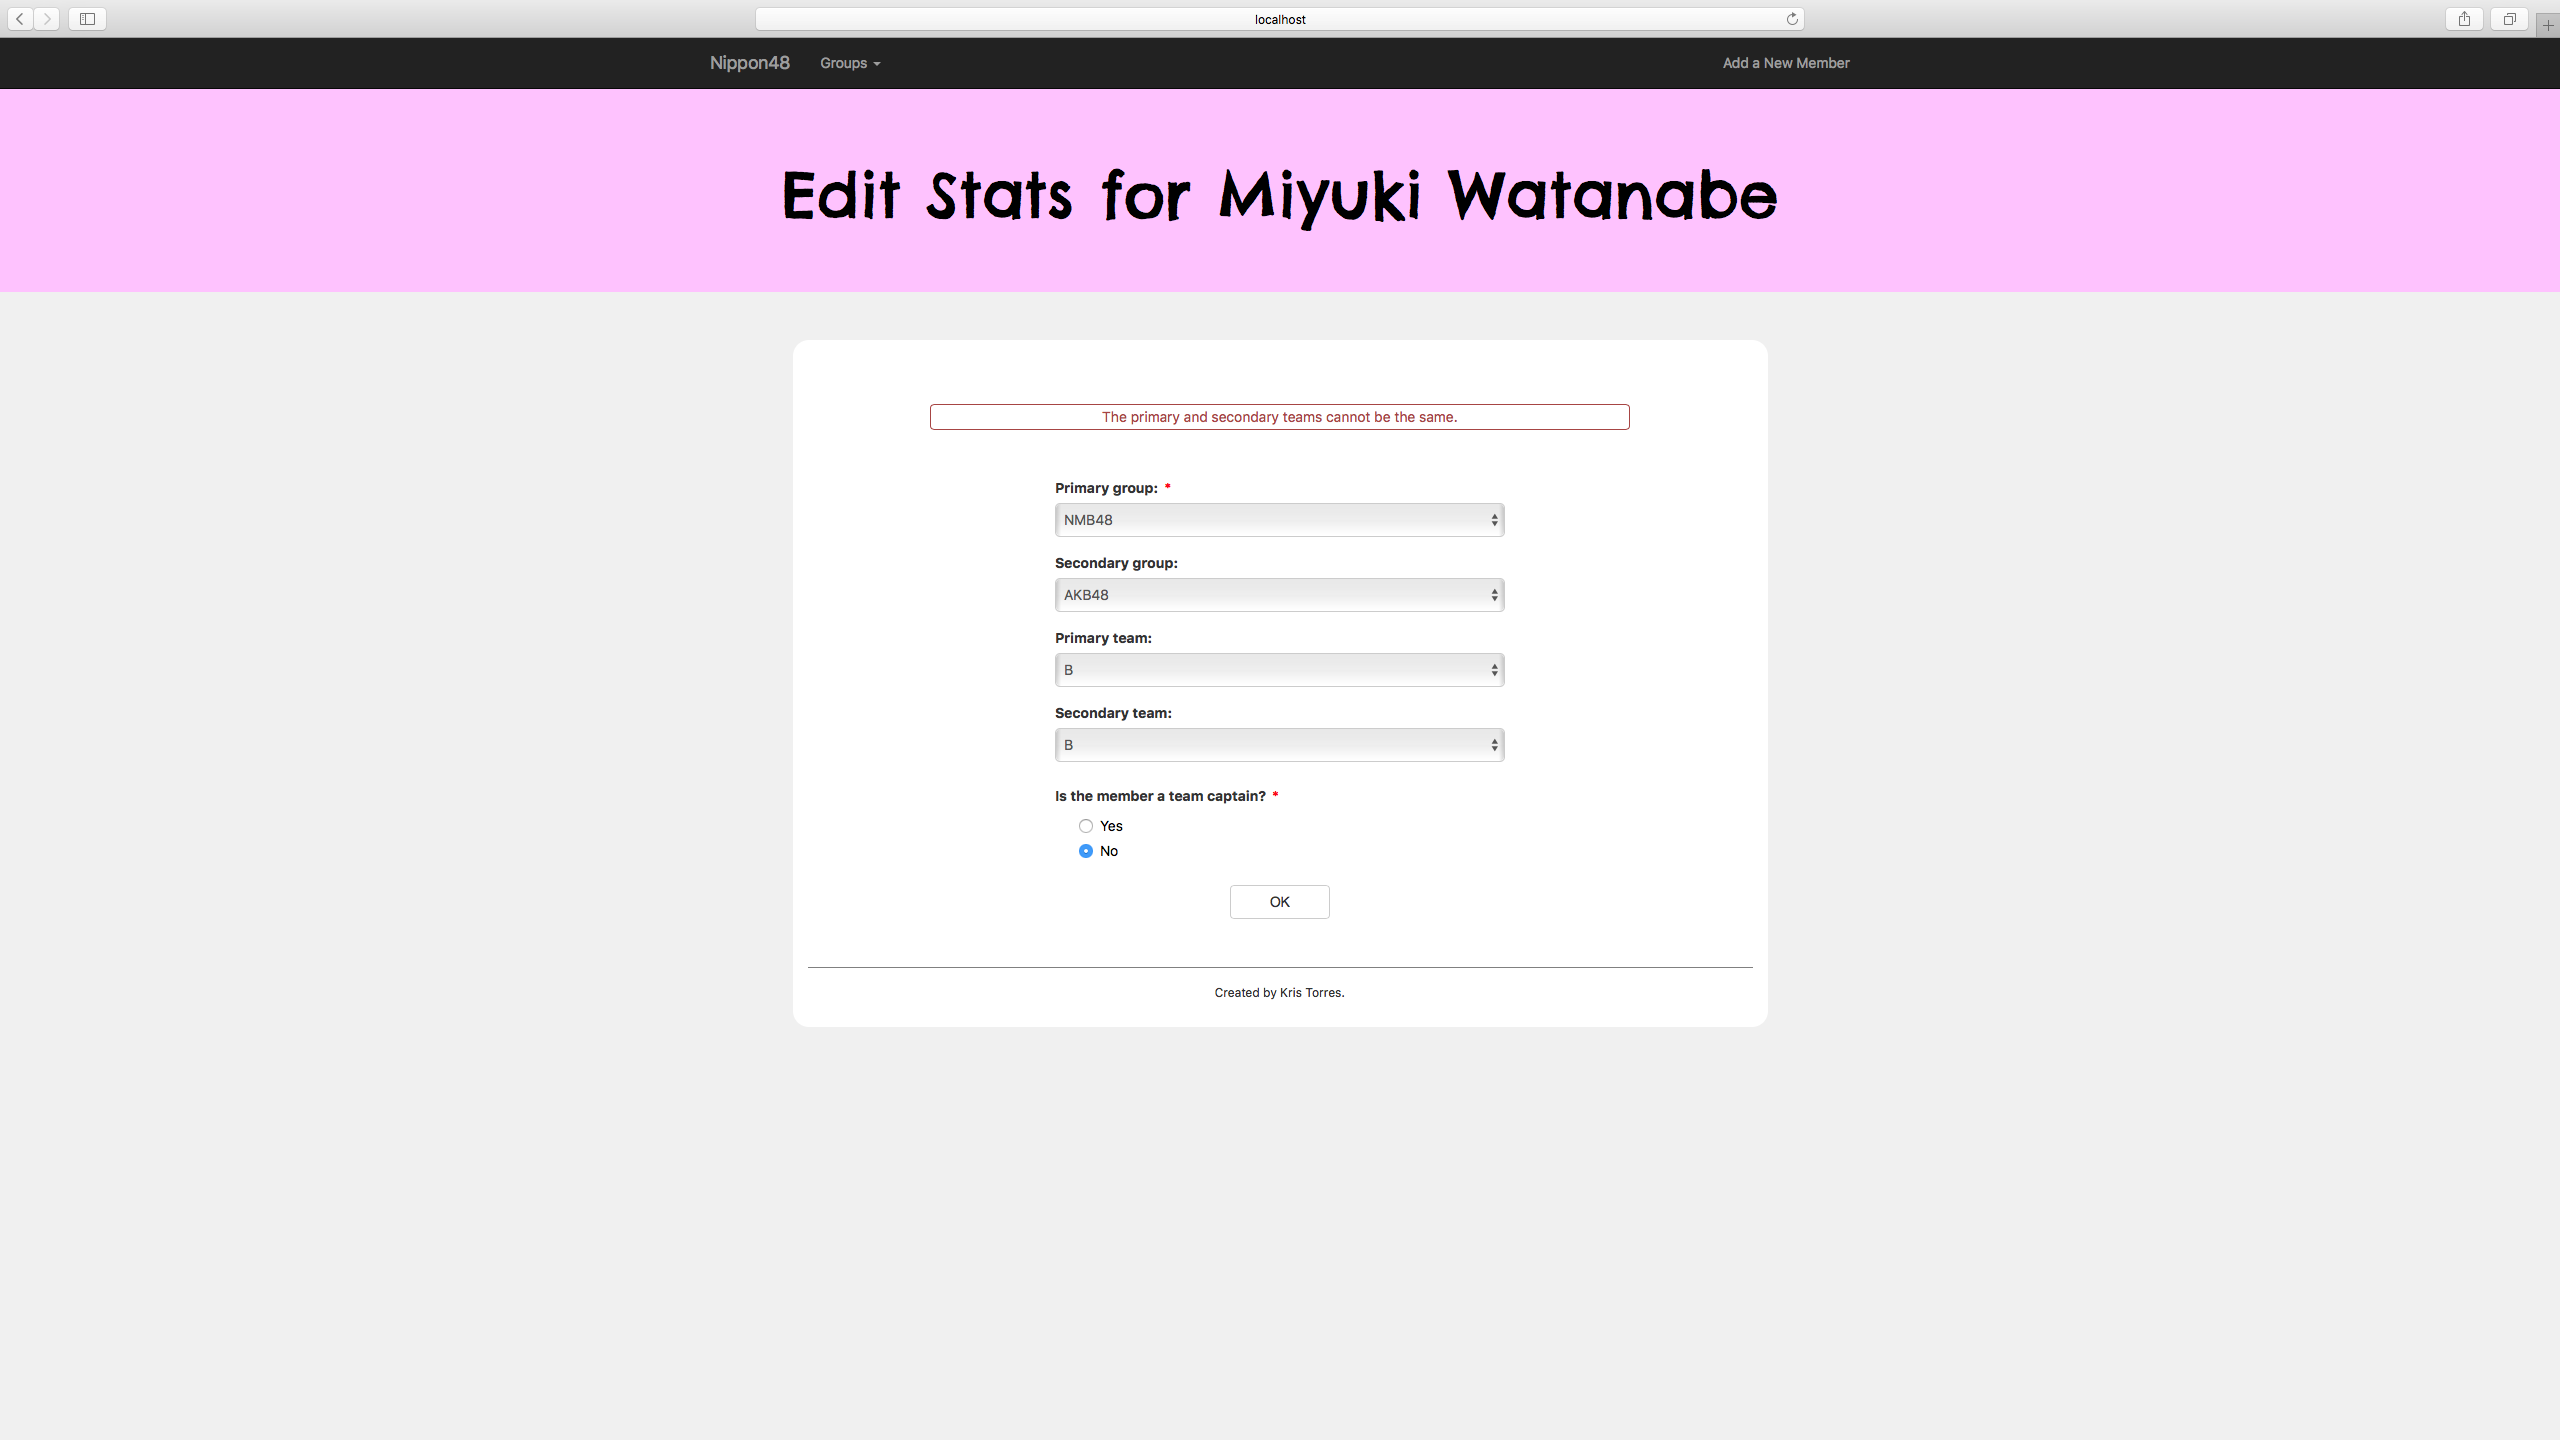 localhost
Nippon48 Groups Add a New Member
Edit Stats for Miyuki Watanabe
The primary and secondary teams cannot be the same.
Primary group: *
NMB48
Secondary group:
AKB48
Primary team:
B
Secondary team:
B
Is the member a team captain? *
Yes
No
OK
Created by Kris Torres.